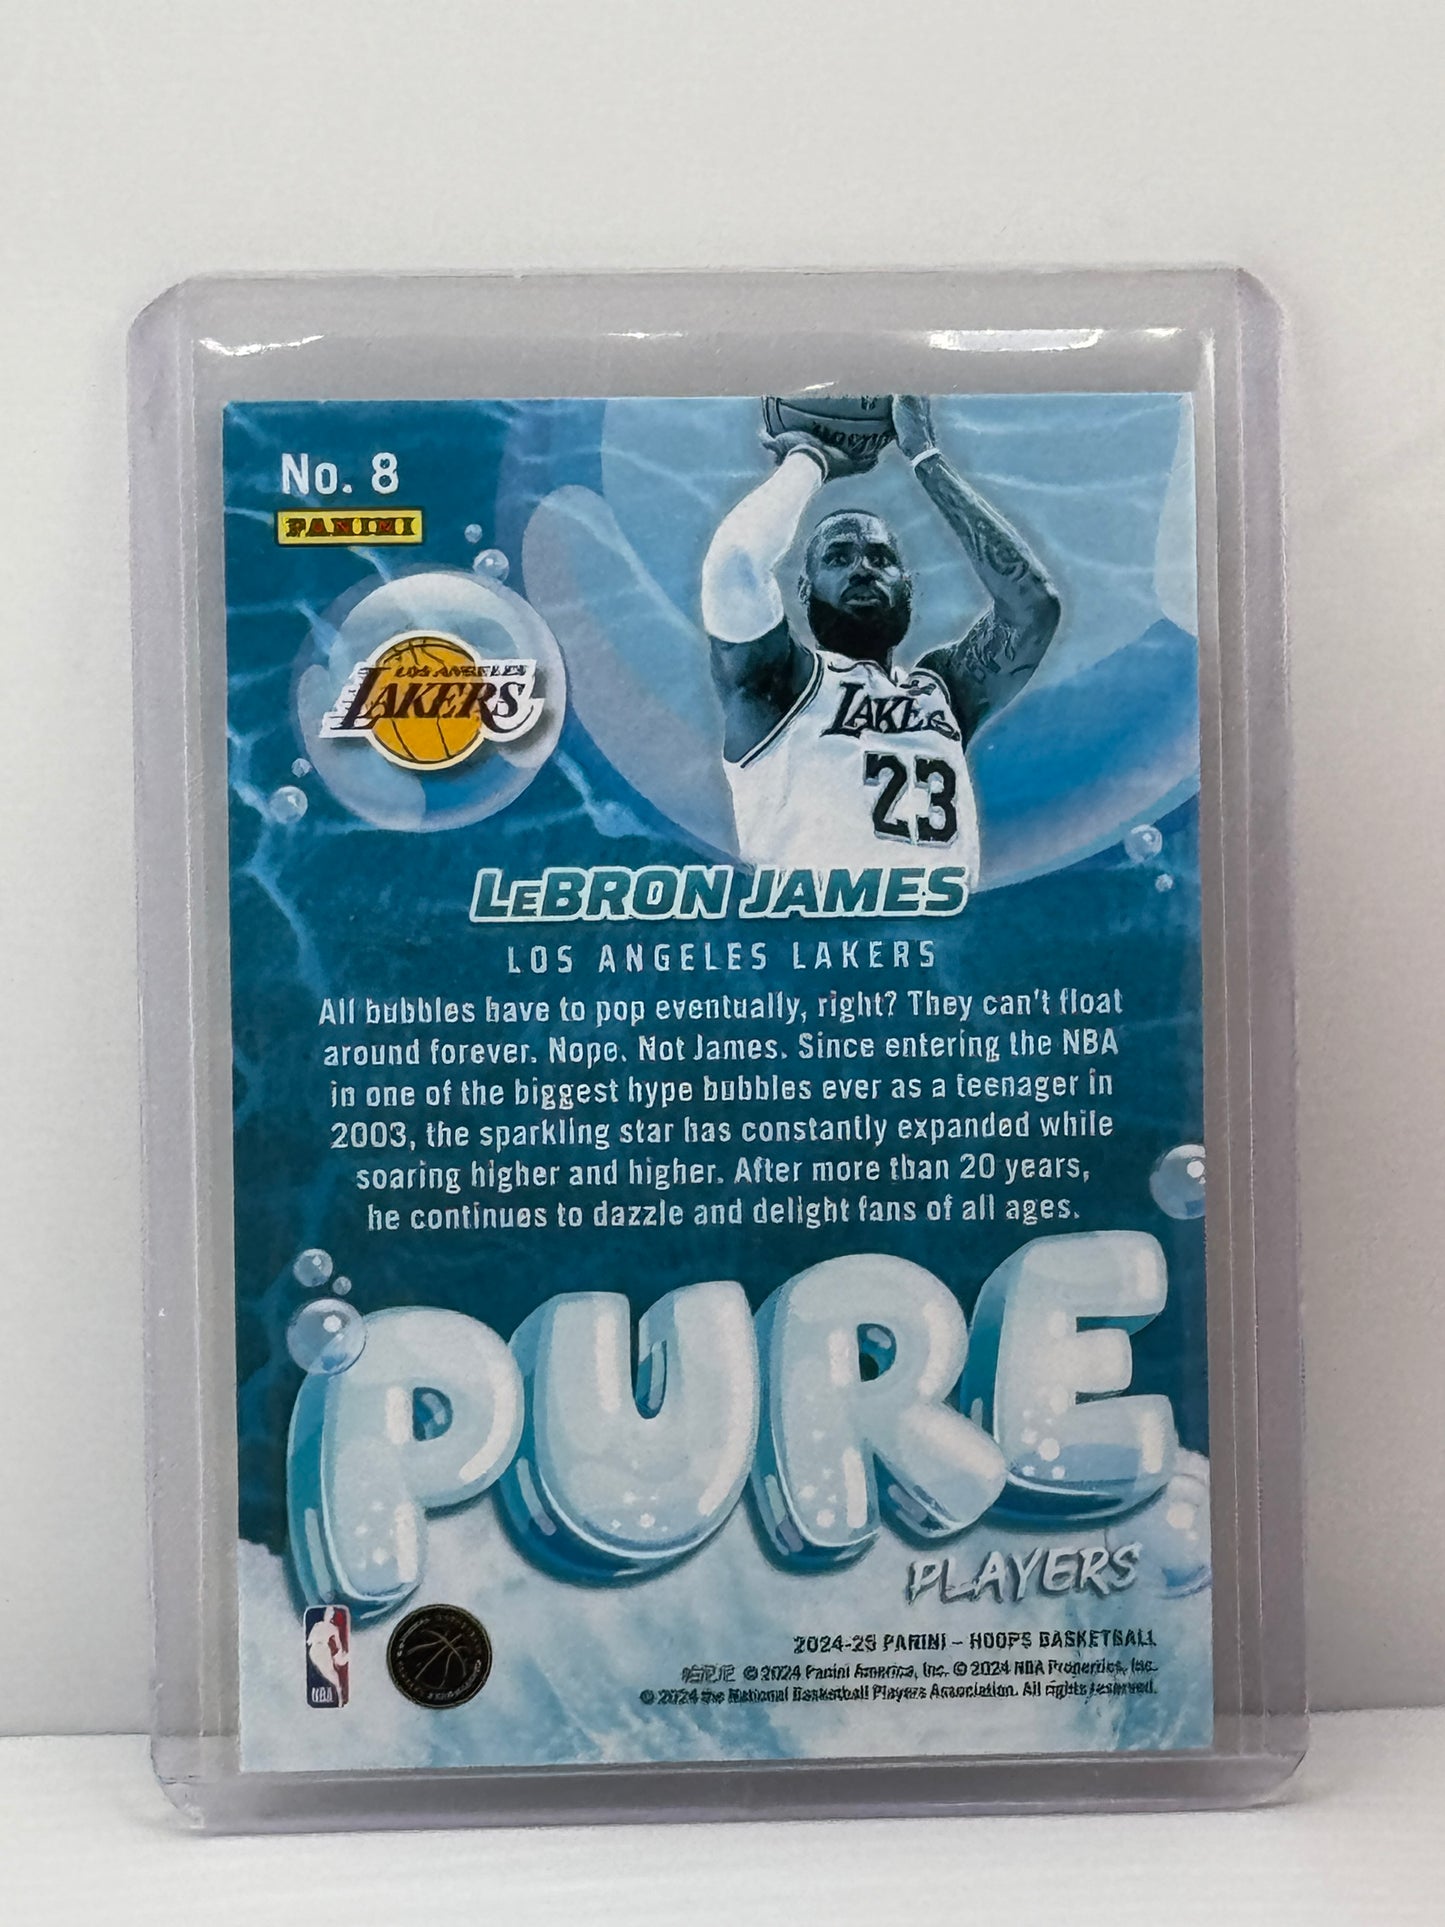 No. 8
PANINI
LOS ANGELES
LAKERS
LAKE
23
LeBRON JAMES
LOS ANGELES LAKERS
All bubbles have to pop eventually, right? They can't float
around forever. Nope. Not James. Since entering the NBA
in one of the biggest hype bubbles ever as a teenager in
2003, the sparkling star has constantly expanded while
soaring higher and higher. After more than 20 years,
he continues to dazzle and delight fans of all ages.
PURE
PLAYERS
NBA
2024-25 PANINI – HOOPS BASKETBALL
© 2024 Panini America, Inc. © 2024 NBA Properties, Inc.
© 2024 the National Basketball Players Association. All rights reserved.